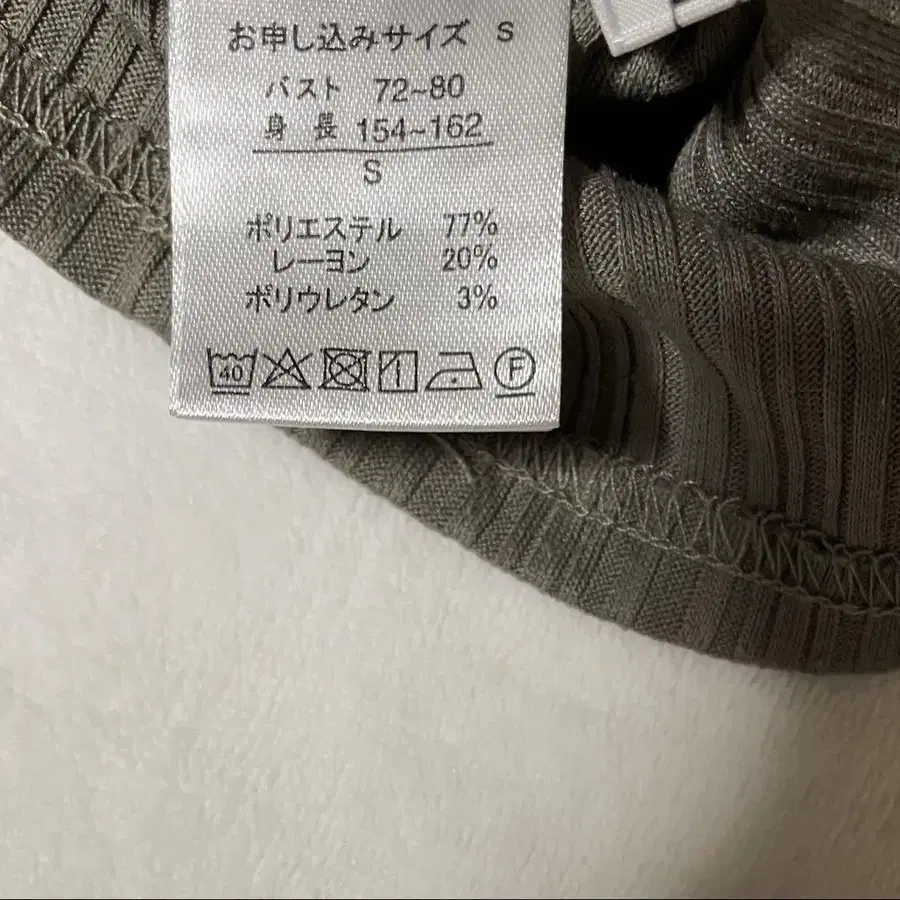 お申し込みサイズ S
バスト 72~80
身長 154~162
S
ポリエステル 77%
レーヨン 20%
ポリウレタン 3%
40 F